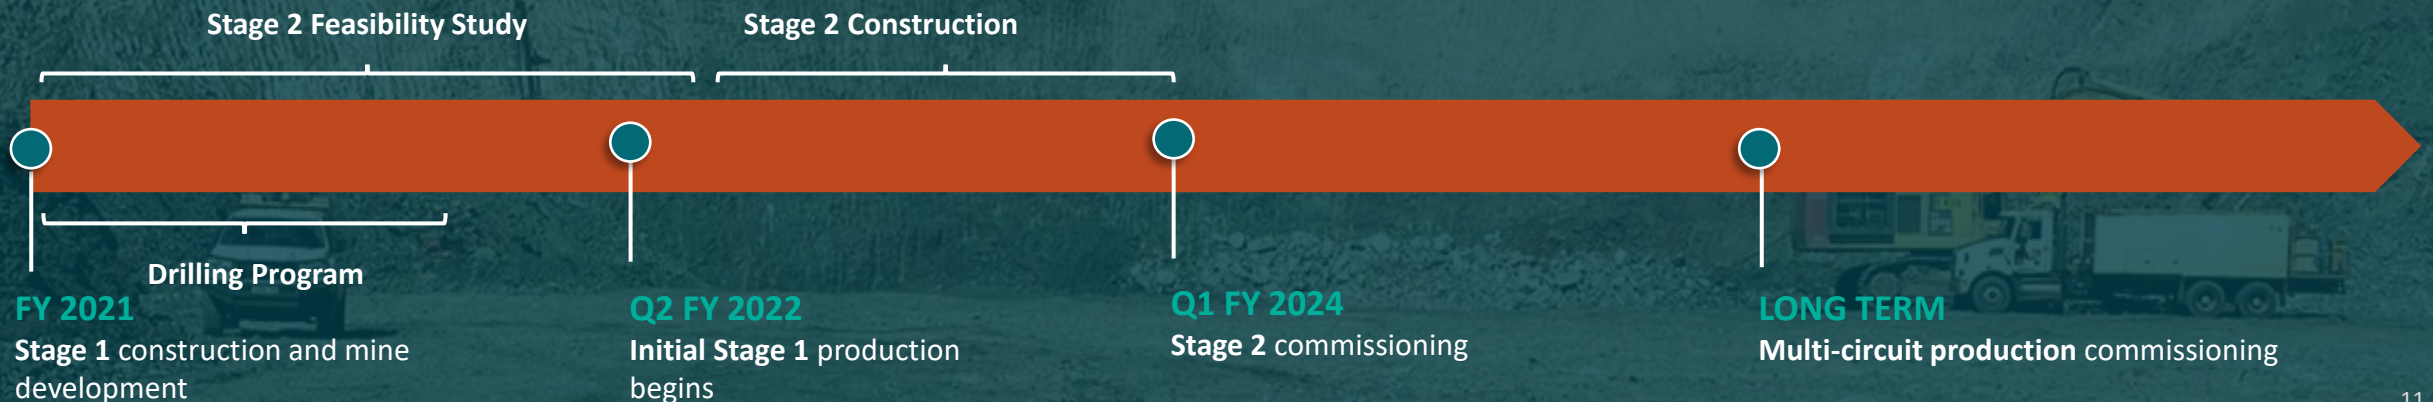 Stage 2 Feasibility Study
Stage 2 Construction
Drilling Program
FY 2021
Stage 1 construction and mine
development
Q2 FY 2022
Initial Stage 1 production
begins
Q1 FY 2024
Stage 2 commissioning
LONG TERM
Multi-circuit production commissioning
11